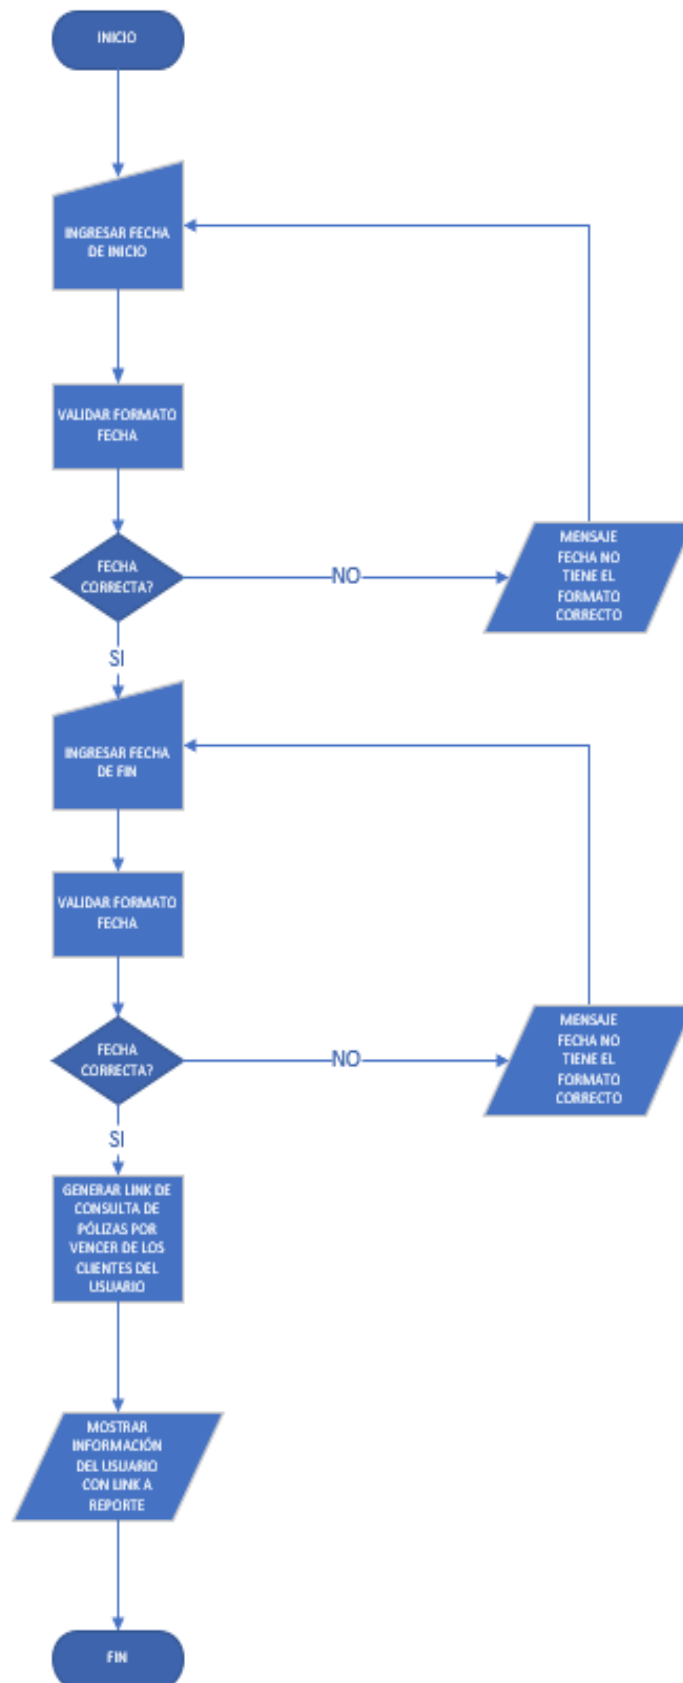 INICIO
INGRESAR FECHA
DE INICIO
VALIDAR FORMATO
FECHA
FECHA
CORRECTA?
NO
MENSAJE
FECHA NO
TIENE EL
FORMATO
CORRECTO
SI
INGRESAR FECHA
DE FIN
VALIDAR FORMATO
FECHA
FECHA
CORRECTA?
NO
MENSAJE
FECHA NO
TIENE EL
FORMATO
CORRECTO
SI
GENERAR LINK DE
CONSULTA DE
PÓLIZAS POR
VENCER DE LOS
CLIENTES DEL
USUARIO
MOSTRAR
INFORMACIÓN
DEL USUARIO
CON LINK A
REPORTE
FIN